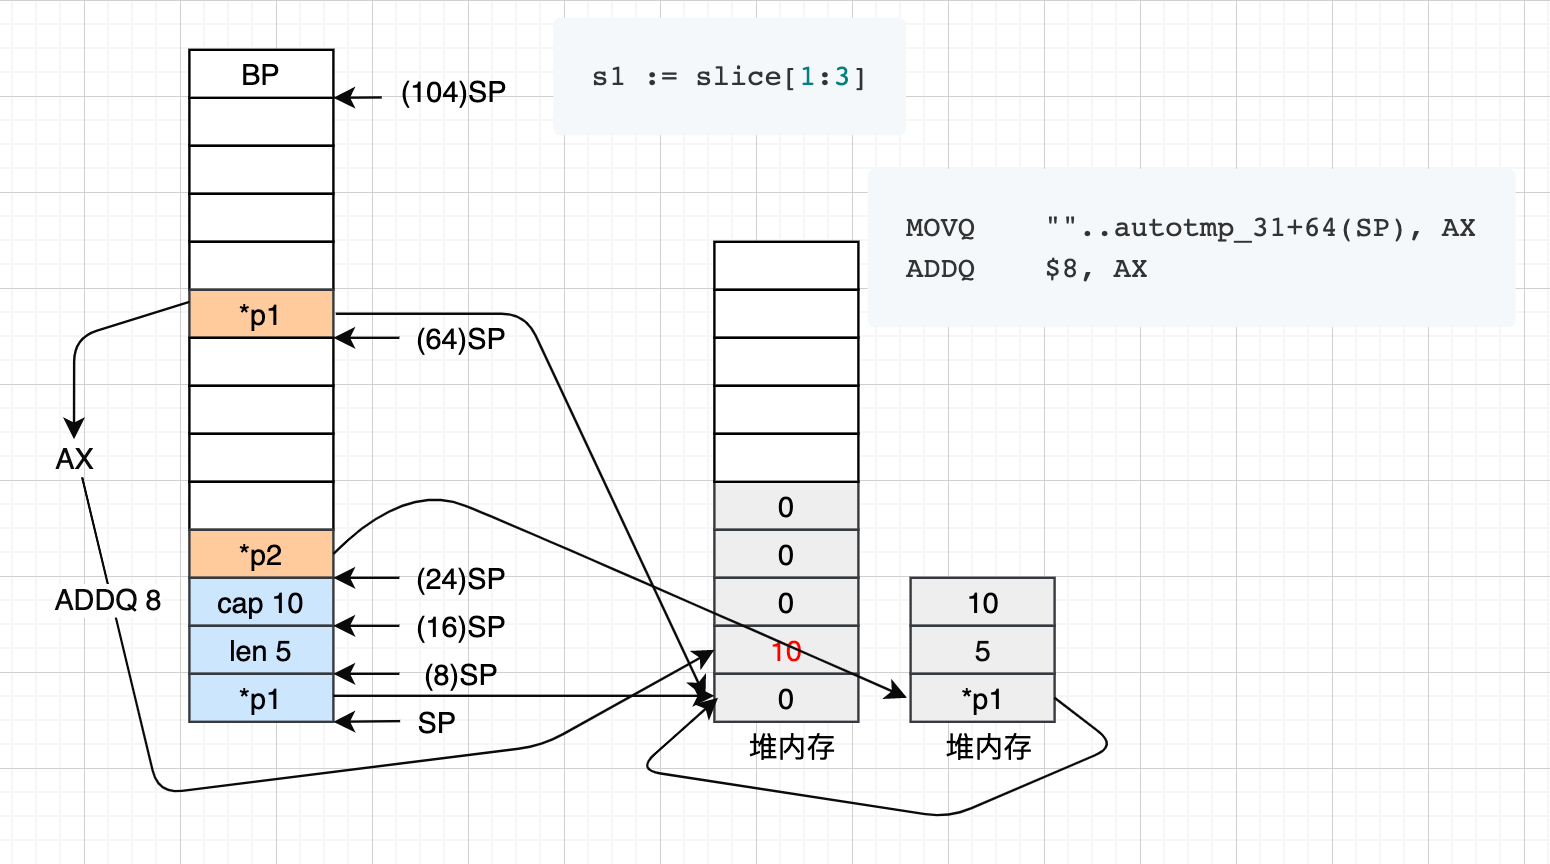 BP
(104)SP
s1 := slice[1:3]
MOVQ ""..autotmp_31+64(SP), AX
ADDQ $8, AX
*p1
(64)SP
AX
0
*p2
0
(24)SP
ADDQ 8
cap 10
0
10
(16)SP
len 5
10
5
(8)SP
*p1
0
*p1
SP
堆内存
堆内存